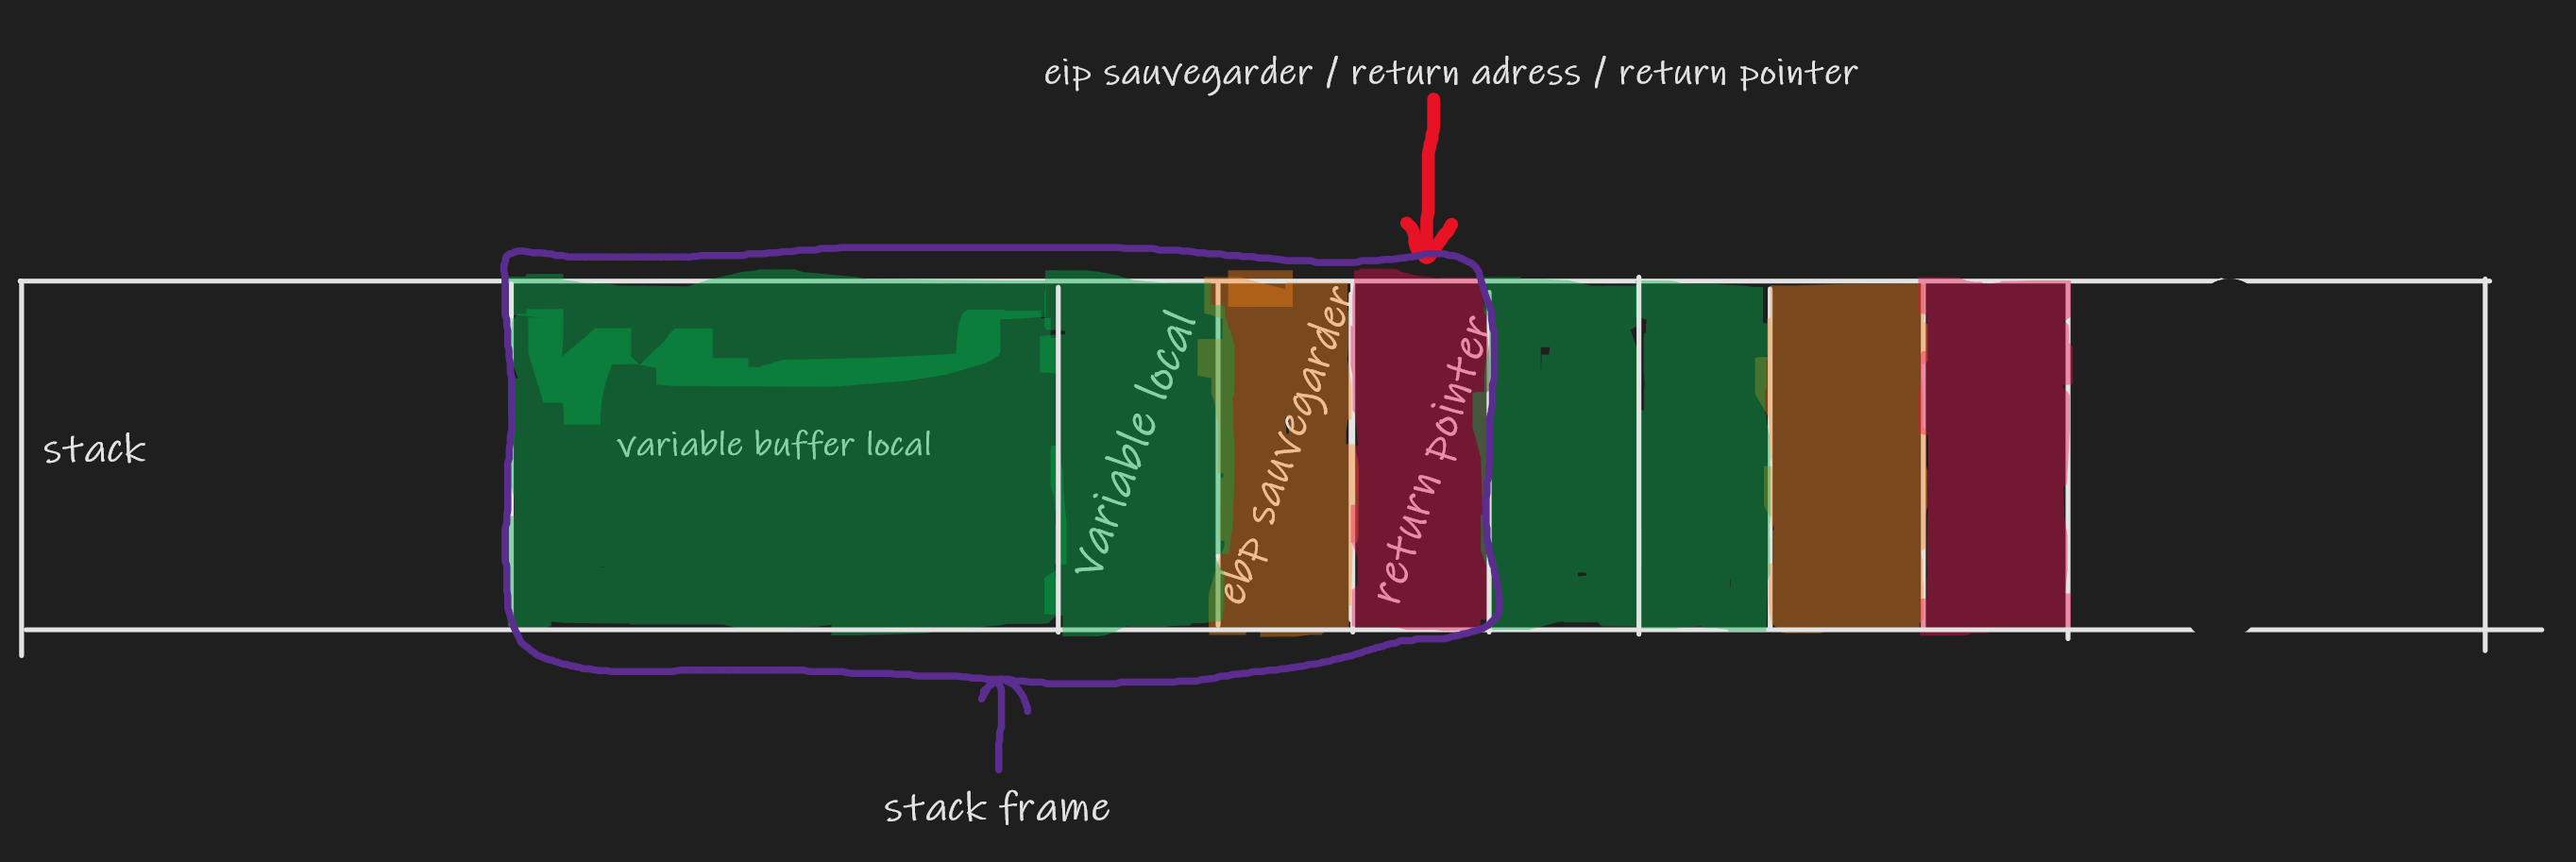 eip sauvegarder / return adress / return pointer
stack
variable buffer local
variable local
ebp sauvegarder
return pointer
stack frame